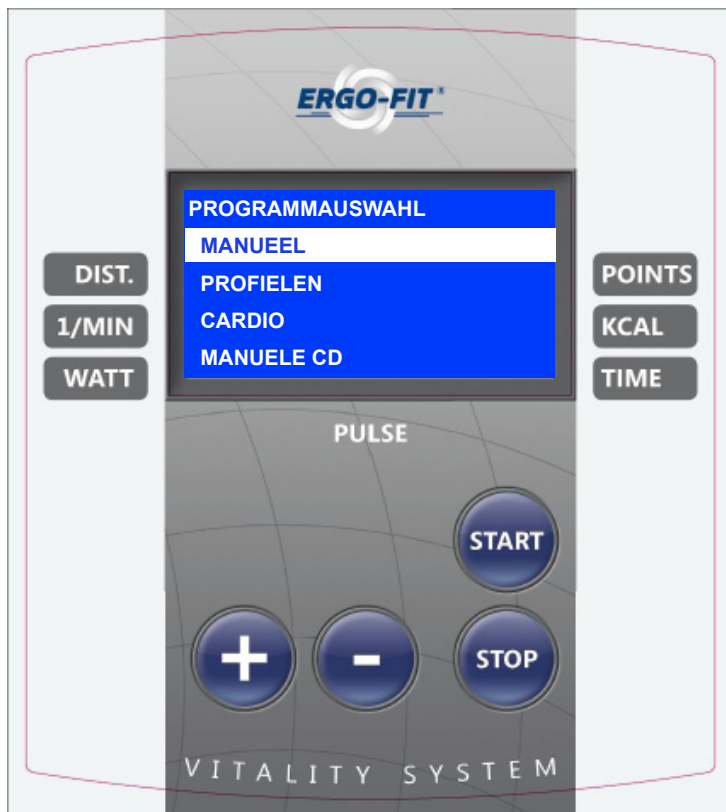 ERGO-FIT®
PROGRAMMAUSWAHL
MANUEEL
PROFIELEN
CARDIO
MANUELE CD
DIST.
1/MIN
WATT
POINTS
KCAL
TIME
PULSE
START
+
-
STOP
VITALITY SYSTEM